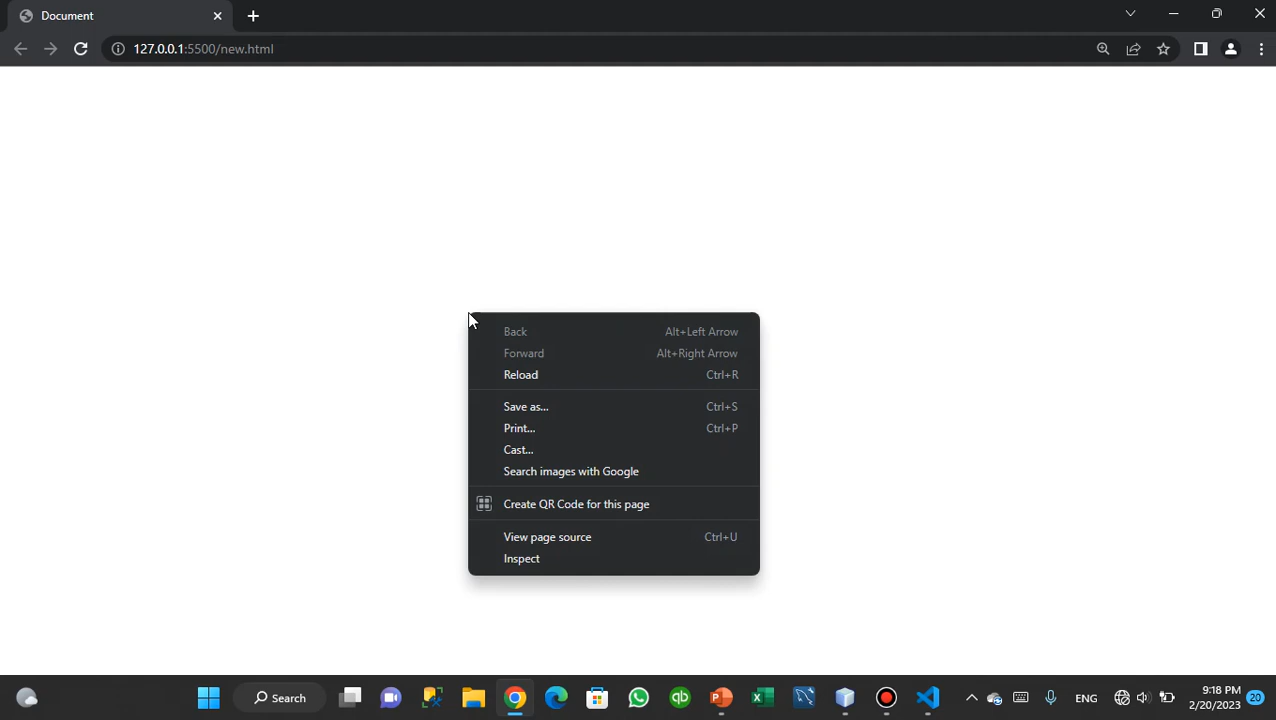 Document
127.0.0.1:5500/new.html
Back Alt+Left Arrow
Forward Alt+Right Arrow
Reload Ctrl+R
Save as... Ctrl+S
Print... Ctrl+P
Cast...
Search images with Google
Create QR Code for this page
View page source Ctrl+U
Inspect
Search
qb
P
X
ENG
9:18 PM
2/20/2023
20